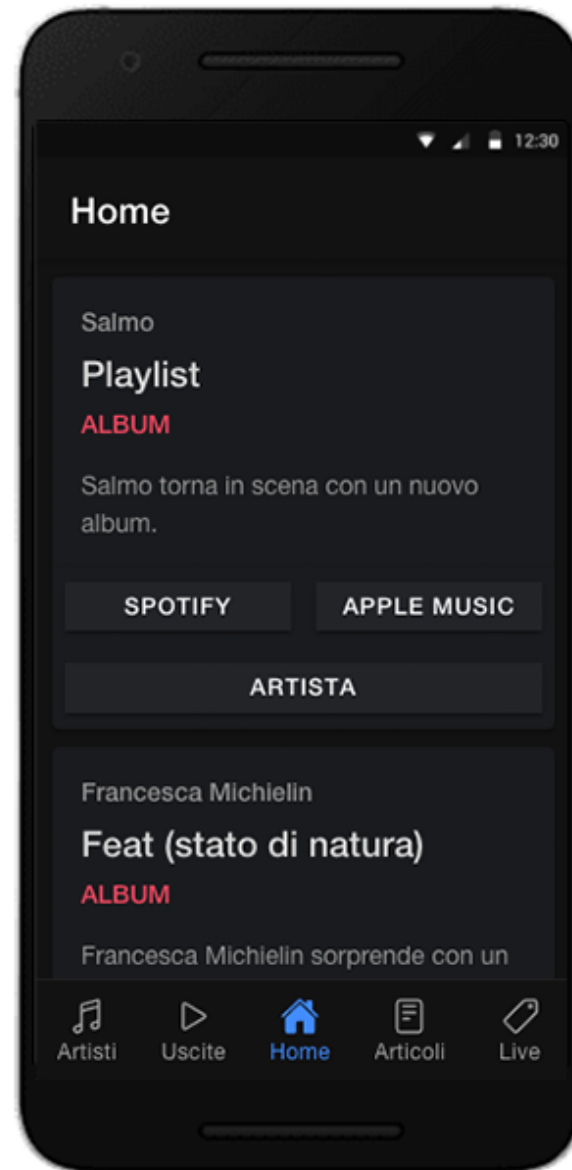 12:30
Home
Salmo
Playlist
ALBUM
Salmo torna in scena con un nuovo
album.
SPOTIFY APPLE MUSIC
ARTISTA
Francesca Michielin
Feat (stato di natura)
ALBUM
Francesca Michielin sorprende con un
Artisti Uscite Home Articoli Live